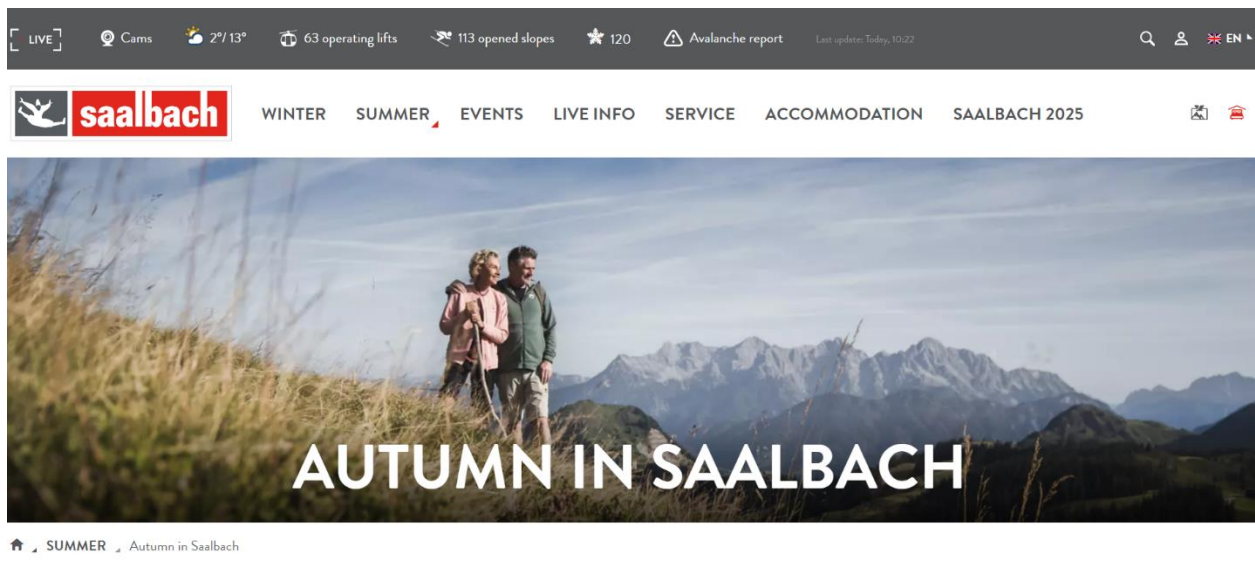 LIVE Cams 2°/ 13° 63 operating lifts 113 opened slopes 120 Avalanche report Last update: Today, 10:22 EN
saalbach WINTER SUMMER EVENTS LIVE INFO SERVICE ACCOMMODATION SAALBACH 2025
AUTUMN IN SAALBACH
SUMMER Autumn in Saalbach